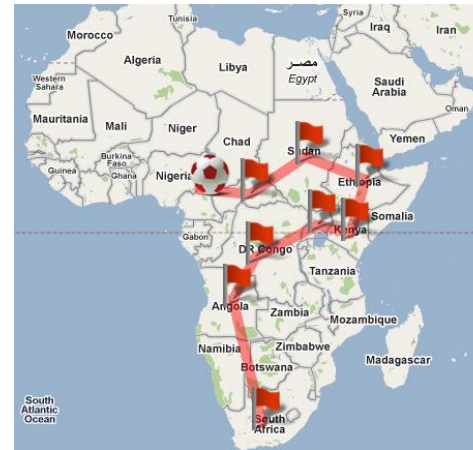 Tunisia
Morocco
Syria
Iraq
Iran
Algeria
Libya
مصر
Egypt
Western
Sahara
Saudi
Arabia
Oman
Mauritania
Mali
Niger
Chad
Sudan
Yemen
Burkina
Faso
Guinea
Ghana
Nigeria
Ethiopia
Somalia
Gabon
DR Congo
Kenya
Tanzania
Angola
Zambia
Mozambique
Namibia
Zimbabwe
Botswana
Madagascar
South
Atlantic
Ocean
South
Africa